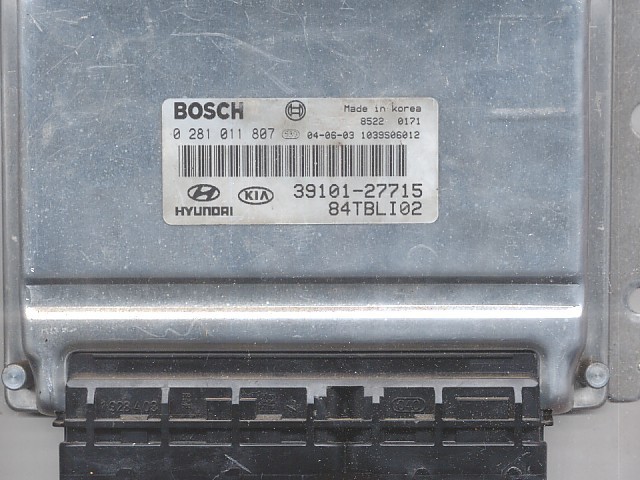 BOSCH Made in Korea
8522 0171
0 281 011 807 04-06-03 1039S06012
39101-27715
HYUNDAI KIA 84TBLI02